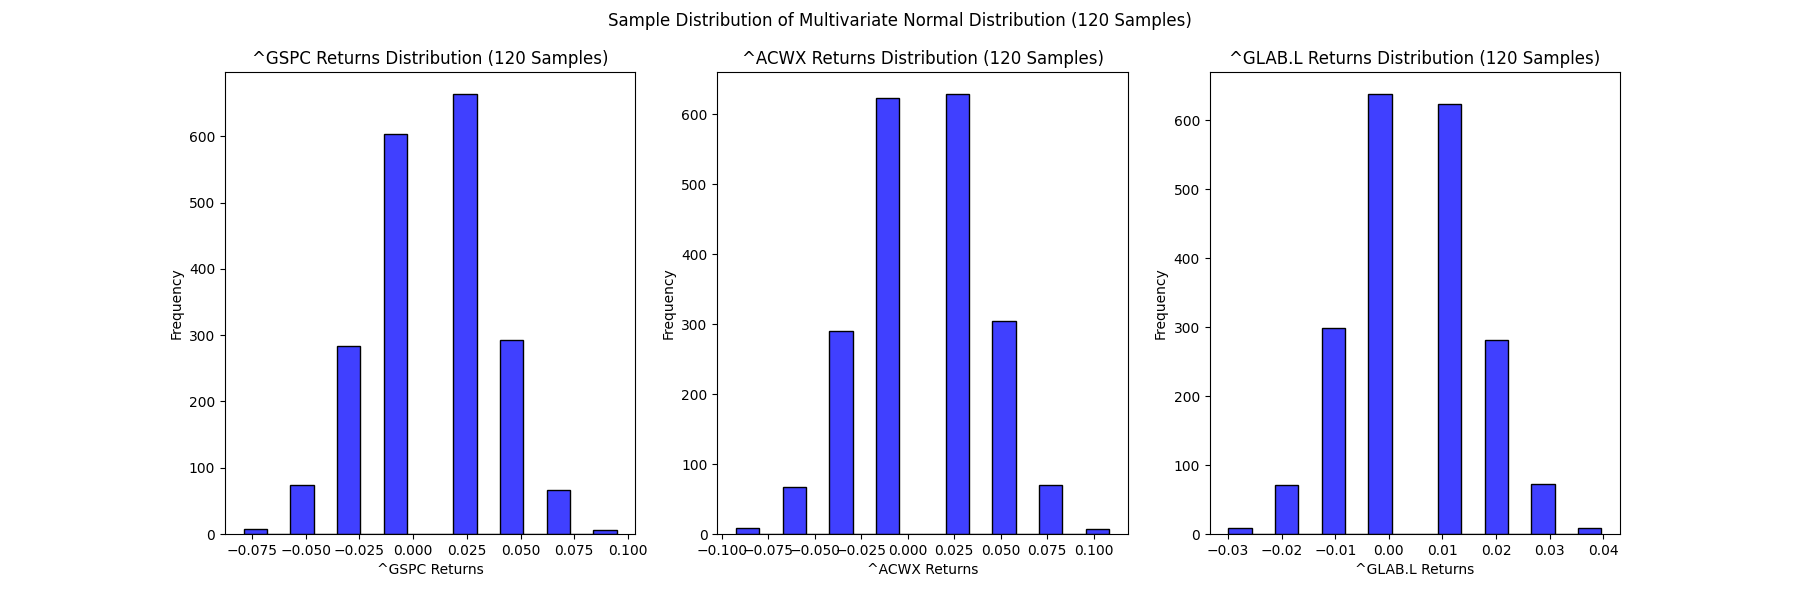 Sample Distribution of Multivariate Normal Distribution (120 Samples)
^GSPC Returns Distribution (120 Samples)
600
500
400
300
200
100
0
Frequency
−0.075 −0.050 −0.025 0.000 0.025 0.050 0.075 0.100
^GSPC Returns
^ACWX Returns Distribution (120 Samples)
600
500
400
300
200
100
0
Frequency
−0.100 −0.075 −0.050 −0.025 0.000 0.025 0.050 0.075 0.100
^ACWX Returns
^GLAB.L Returns Distribution (120 Samples)
600
500
400
300
200
100
0
Frequency
−0.03 −0.02 −0.01 0.00 0.01 0.02 0.03 0.04
^GLAB.L Returns